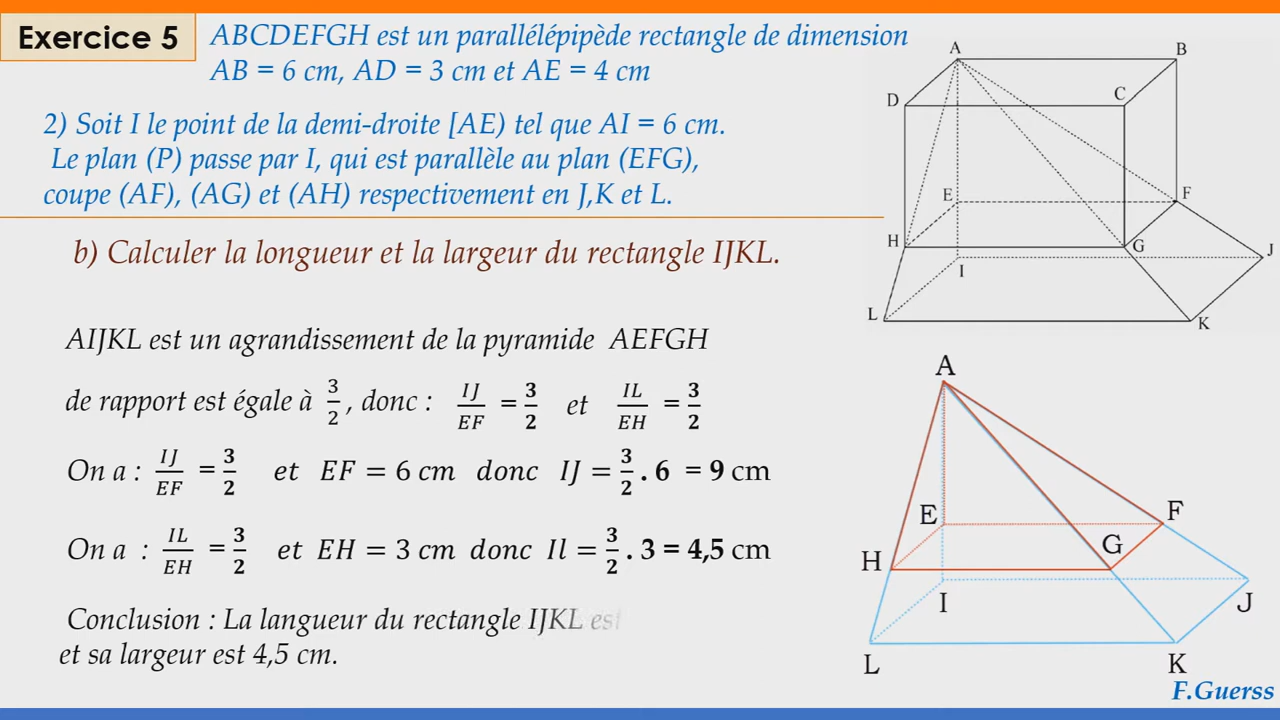 Exercice 5
ABCDEFGH est un parallélépipède rectangle de dimension
AB = 6 cm, AD = 3 cm et AE = 4 cm
2) Soit I le point de la demi-droite [AE) tel que AI = 6 cm.
Le plan (P) passe par I, qui est parallèle au plan (EFG),
coupe (AF), (AG) et (AH) respectivement en J,K et L.
b) Calculer la longueur et la largeur du rectangle IJKL.
AIJKL est un agrandissement de la pyramide AEFGH
de rapport est égale à 3/2 , donc : IJ/EF = 3/2 et IL/EH = 3/2
On a : IJ/EF = 3/2 et EF = 6 cm donc IJ = 3/2 . 6 = 9 cm
On a : IL/EH = 3/2 et EH = 3 cm donc Il = 3/2 . 3 = 4,5 cm
Conclusion : La langueur du rectangle IJKL est
et sa largeur est 4,5 cm.
A B
D C
E F
H G
I J
L K
A
E F
H G
I J
L K
F.Guerss